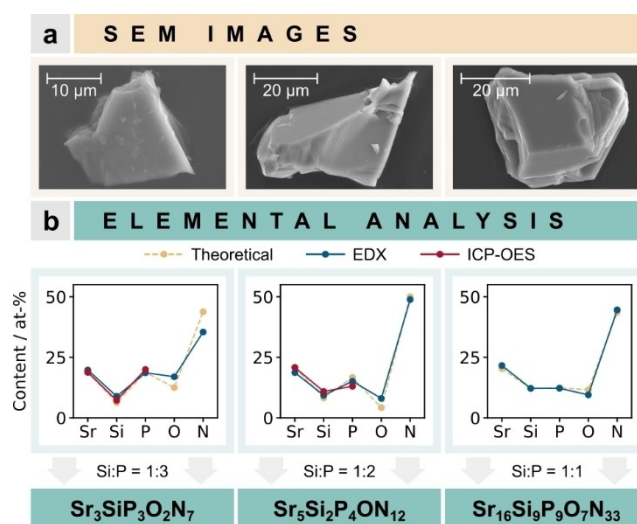 a SEM IMAGES
10 µm 20 µm 20 µm
b ELEMENTAL ANALYSIS
Theoretical EDX ICP-OES
Content / at-%
50 50 50
25 25 25
0 0 0
Sr Si P O N Sr Si P O N Sr Si P O N
Si:P = 1:3 Si:P = 1:2 Si:P = 1:1
Sr₃SiP₃O₂N₇ Sr₅Si₂P₄ON₁₂ Sr₁₆Si₉P₉O₇N₃₃